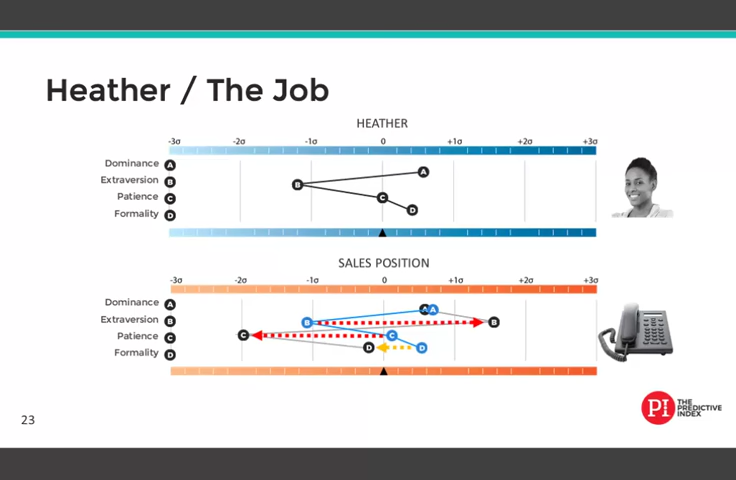 Heather / The Job
HEATHER
-3σ -2σ -1σ 0 +1σ +2σ +3σ
Dominance A
Extraversion B
Patience C
Formality D
A
B
C
D
SALES POSITION
-3σ -2σ -1σ 0 +1σ +2σ +3σ
Dominance A
Extraversion B
Patience C
Formality D
A A
B B
C C
D D
23
PI THE
PREDICTIVE
INDEX